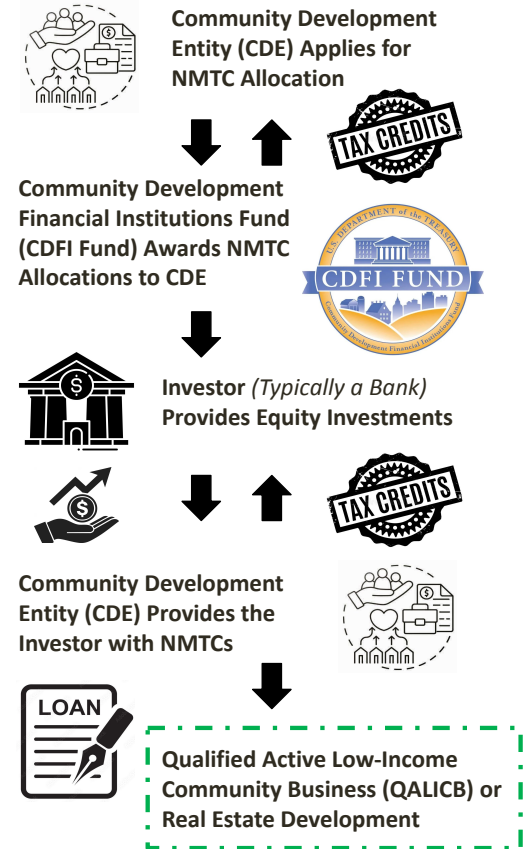 Community Development
Entity (CDE) Applies for
NMTC Allocation
TAX CREDITS
Community Development
Financial Institutions Fund
(CDFI Fund) Awards NMTC
Allocations to CDE
U.S. DEPARTMENT of the TREASURY
CDFI FUND
Community Development Financial Institutions Fund
Investor (Typically a Bank)
Provides Equity Investments
TAX CREDITS
Community Development
Entity (CDE) Provides the
Investor with NMTCs
LOAN
Qualified Active Low-Income
Community Business (QALICB) or
Real Estate Development